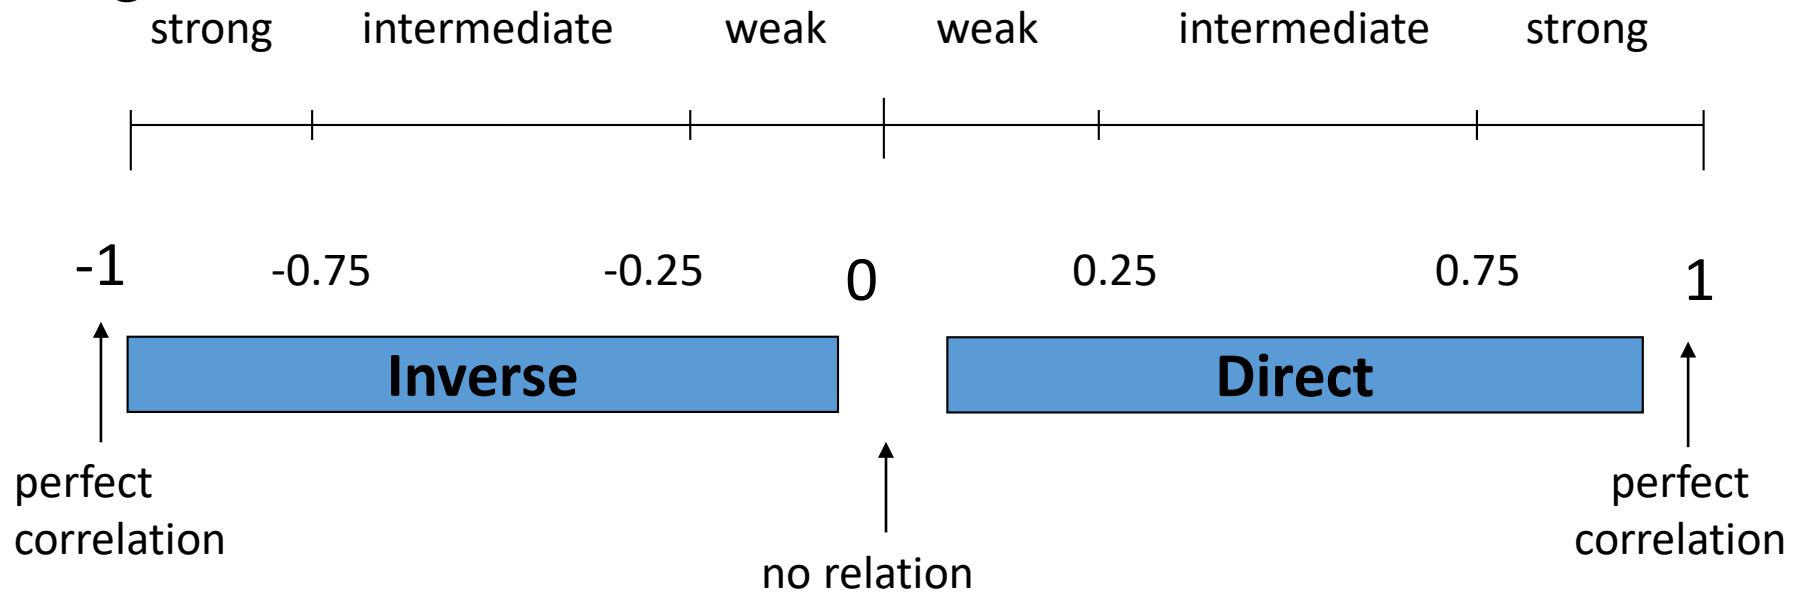 strong intermediate weak weak intermediate strong
-1 -0.75 -0.25 0 0.25 0.75 1
Inverse Direct
perfect
correlation
no relation
perfect
correlation